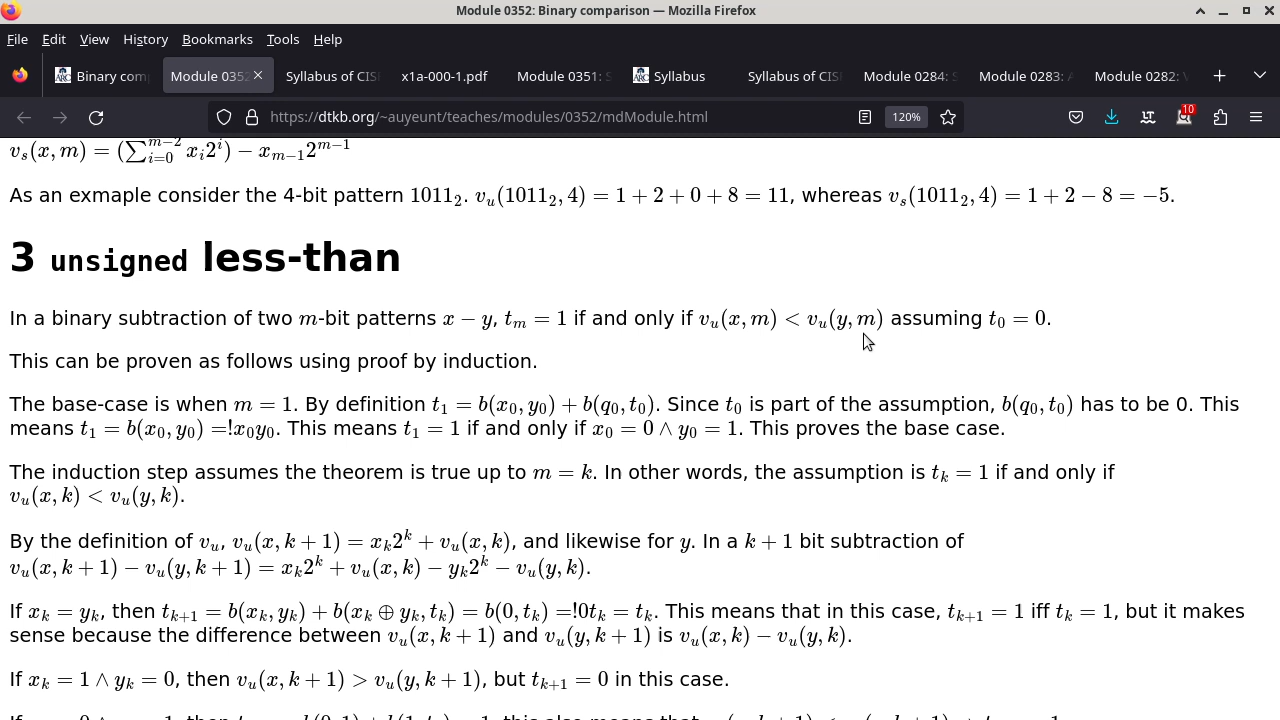 Module 0352: Binary comparison — Mozilla Firefox
File Edit View History Bookmarks Tools Help
Binary com Module 0352 Syllabus of CIS x1a-000-1.pdf Module 0351: S Syllabus Syllabus of CIS Module 0284: S Module 0283: Module 0282:
https://dtkb.org/~auyeunt/teaches/modules/0352/mdModule.html 120% 10
v_s(x, m) = (∑_{i=0}^{m−2} x_i2^i) − x_{m−1}2^{m−1}
As an exmaple consider the 4-bit pattern 1011₂. v_u(1011₂, 4) = 1 + 2 + 0 + 8 = 11, whereas v_s(1011₂, 4) = 1 + 2 − 8 = −5.
3 unsigned less-than
In a binary subtraction of two m-bit patterns x − y, t_m = 1 if and only if v_u(x, m) < v_u(y, m) assuming t_0 = 0.
This can be proven as follows using proof by induction.
The base-case is when m = 1. By definition t_1 = b(x_0, y_0) + b(q_0, t_0). Since t_0 is part of the assumption, b(q_0, t_0) has to be 0. This
means t_1 = b(x_0, y_0) =!x_0y_0. This means t_1 = 1 if and only if x_0 = 0 ∧ y_0 = 1. This proves the base case.
The induction step assumes the theorem is true up to m = k. In other words, the assumption is t_k = 1 if and only if
v_u(x, k) < v_u(y, k).
By the definition of v_u, v_u(x, k + 1) = x_k2^k + v_u(x, k), and likewise for y. In a k + 1 bit subtraction of
v_u(x, k + 1) − v_u(y, k + 1) = x_k2^k + v_u(x, k) − y_k2^k − v_u(y, k).
If x_k = y_k, then t_{k+1} = b(x_k, y_k) + b(x_k ⊕ y_k, t_k) = b(0, t_k) =!0t_k = t_k. This means that in this case, t_{k+1} = 1 iff t_k = 1, but it makes
sense because the difference between v_u(x, k + 1) and v_u(y, k + 1) is v_u(x, k) − v_u(y, k).
If x_k = 1 ∧ y_k = 0, then v_u(x, k + 1) > v_u(y, k + 1), but t_{k+1} = 0 in this case.